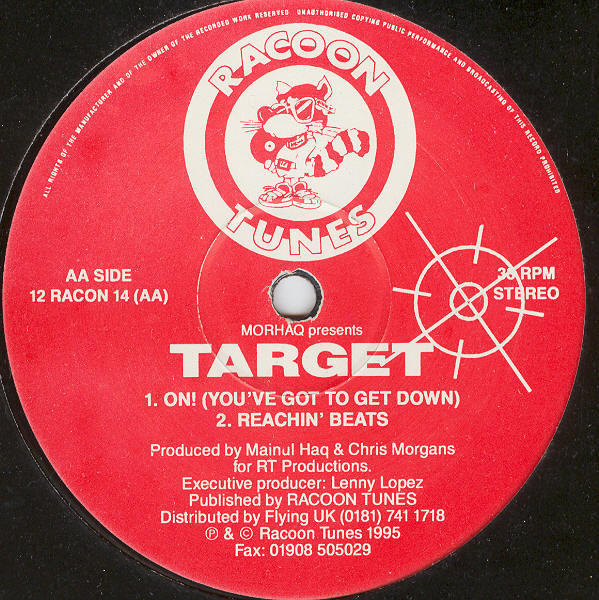 ALL RIGHTS OF THE MANUFACTURER AND OF THE OWNER OF THE RECORDED WORK RESERVED. UNAUTHORISED COPYING PUBLIC PERFORMANCE AND BROADCASTING OF THIS RECORD PROHIBITED
RACOON
TUNES
AA SIDE
12 RACON 14 (AA)
RPM
STEREO
MORHAQ presents
TARGET
1. ON! (YOU'VE GOT TO GET DOWN)
2. REACHIN' BEATS
Produced by Mainul Haq & Chris Morgans
for RT Productions.
Executive producer: Lenny Lopez
Published by RACOON TUNES
Distributed by Flying UK (0181) 741 1718
℗ & © Racoon Tunes 1995
Fax: 01908 505029